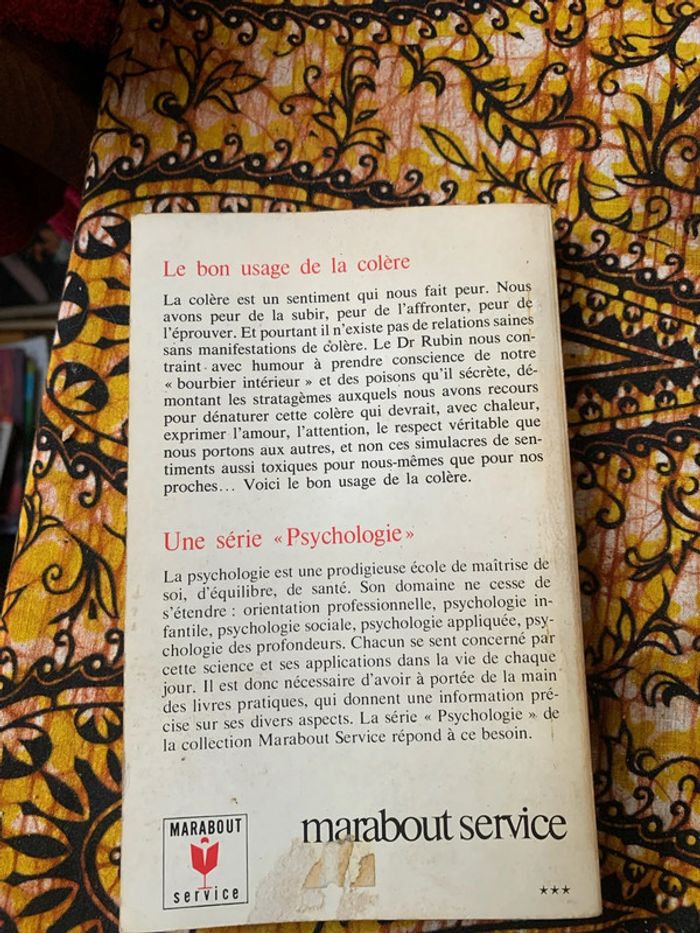 Le bon usage de la colère
La colère est un sentiment qui nous fait peur. Nous
avons peur de la subir, peur de l'affronter, peur de
l'éprouver. Et pourtant il n'existe pas de relations saines
sans manifestations de colère. Le Dr Rubin nous con-
traint avec humour à prendre conscience de notre
« bourbier intérieur » et des poisons qu'il sécrète, dé-
montant les stratagèmes auxquels nous avons recours
pour dénaturer cette colère qui devrait, avec chaleur,
exprimer l'amour, l'attention, le respect véritable que
nous portons aux autres, et non ces simulacres de sen-
timents aussi toxiques pour nous-mêmes que pour nos
proches... Voici le bon usage de la colère.
Une série « Psychologie »
La psychologie est une prodigieuse école de maîtrise de
soi, d'équilibre, de santé. Son domaine ne cesse de
s'étendre : orientation professionnelle, psychologie in-
fantile, psychologie sociale, psychologie appliquée, psy-
chologie des profondeurs. Chacun se sent concerné par
cette science et ses applications dans la vie de chaque
jour. Il est donc nécessaire d'avoir à portée de la main
des livres pratiques, qui donnent une information pré-
cise sur ses divers aspects. La série « Psychologie » de
la collection Marabout Service répond à ce besoin.
MARABOUT
service
marabout service
★★★